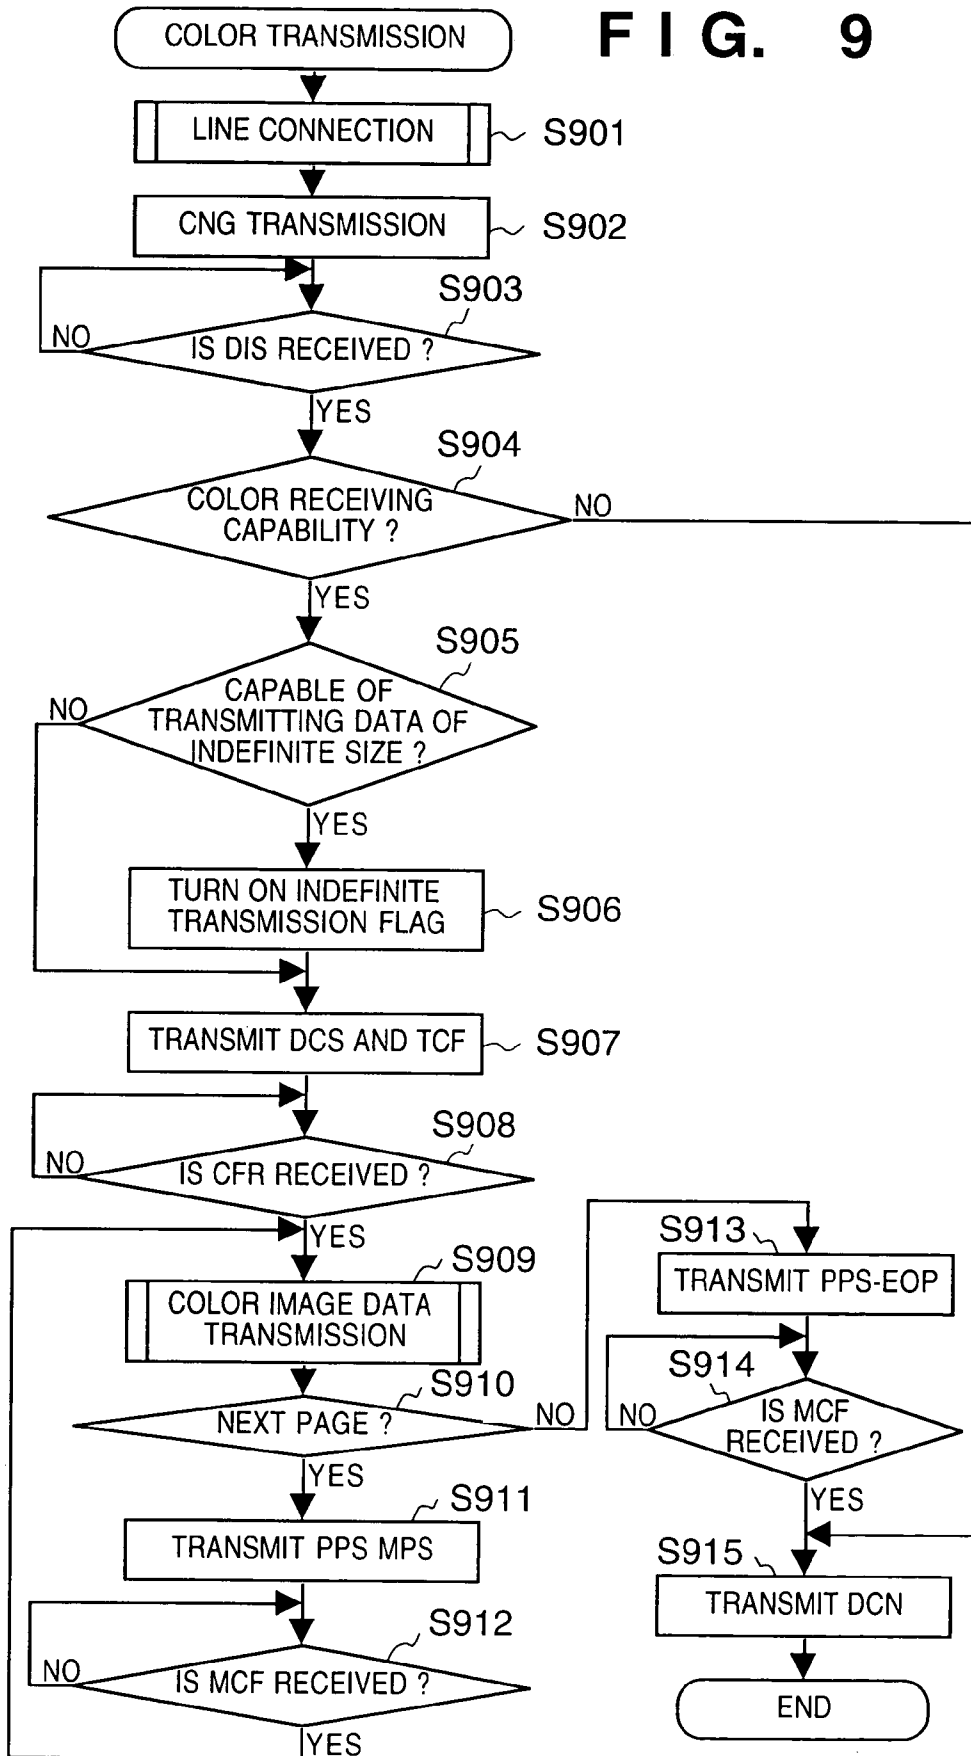 COLOR TRANSMISSION
FIG. 9
LINE CONNECTION
S901
CNG TRANSMISSION
S902
S903
NO
IS DIS RECEIVED ?
YES
S904
COLOR RECEIVING
CAPABILITY ?
NO
YES
S905
NO
CAPABLE OF
TRANSMITTING DATA OF
INDEFINITE SIZE ?
YES
TURN ON INDEFINITE
TRANSMISSION FLAG
S906
TRANSMIT DCS AND TCF
S907
S908
NO
IS CFR RECEIVED ?
YES
S909
COLOR IMAGE DATA
TRANSMISSION
S910
NEXT PAGE ?
NO
YES
S911
TRANSMIT PPS MPS
S912
NO
IS MCF RECEIVED ?
YES
S913
TRANSMIT PPS-EOP
S914
NO
IS MCF
RECEIVED ?
YES
S915
TRANSMIT DCN
END